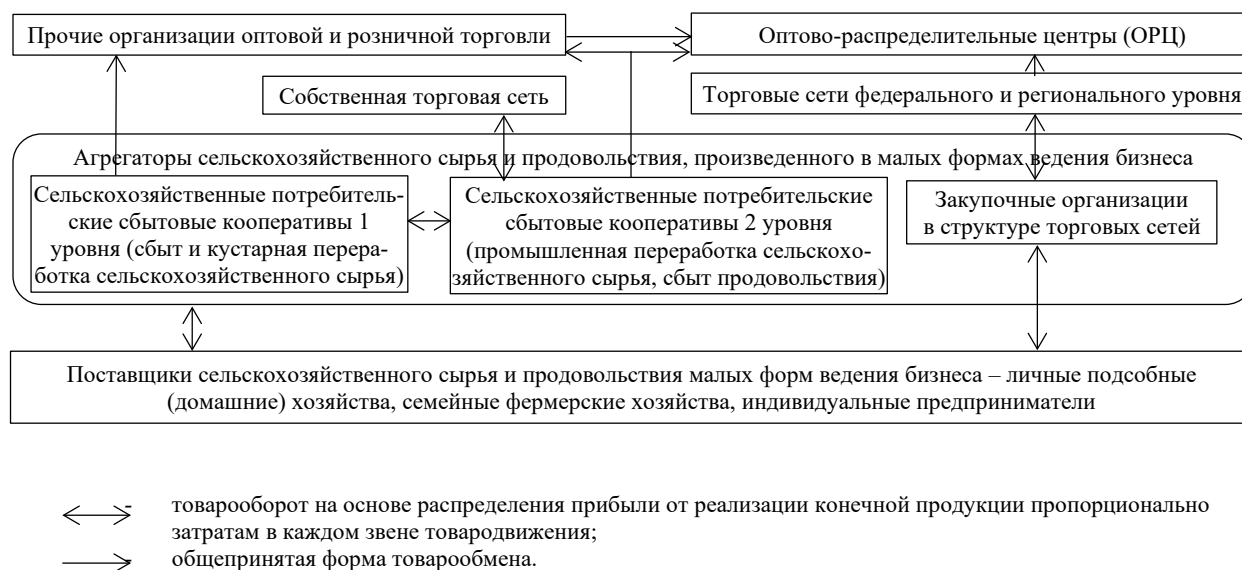 Прочие организации оптовой и розничной торговли
Оптово-распределительные центры (ОРЦ)
Собственная торговая сеть
Торговые сети федерального и регионального уровня
Агрегаторы сельскохозяйственного сырья и продовольствия, произведенного в малых формах ведения бизнеса
Сельскохозяйственные потребитель-
ские сбытовые кооперативы 1
уровня (сбыт и кустарная перера-
ботка сельскохозяйственного сырья)
Сельскохозяйственные потребительские
сбытовые кооперативы 2 уровня
(промышленная переработка сельскохо-
зяйственного сырья, сбыт продовольствия)
Закупочные организации
в структуре торговых сетей
Поставщики сельскохозяйственного сырья и продовольствия малых форм ведения бизнеса – личные подсобные
(домашние) хозяйства, семейные фермерские хозяйства, индивидуальные предприниматели
товарооборот на основе распределения прибыли от реализации конечной продукции пропорционально
затратам в каждом звене товародвижения;
общепринятая форма товарообмена.